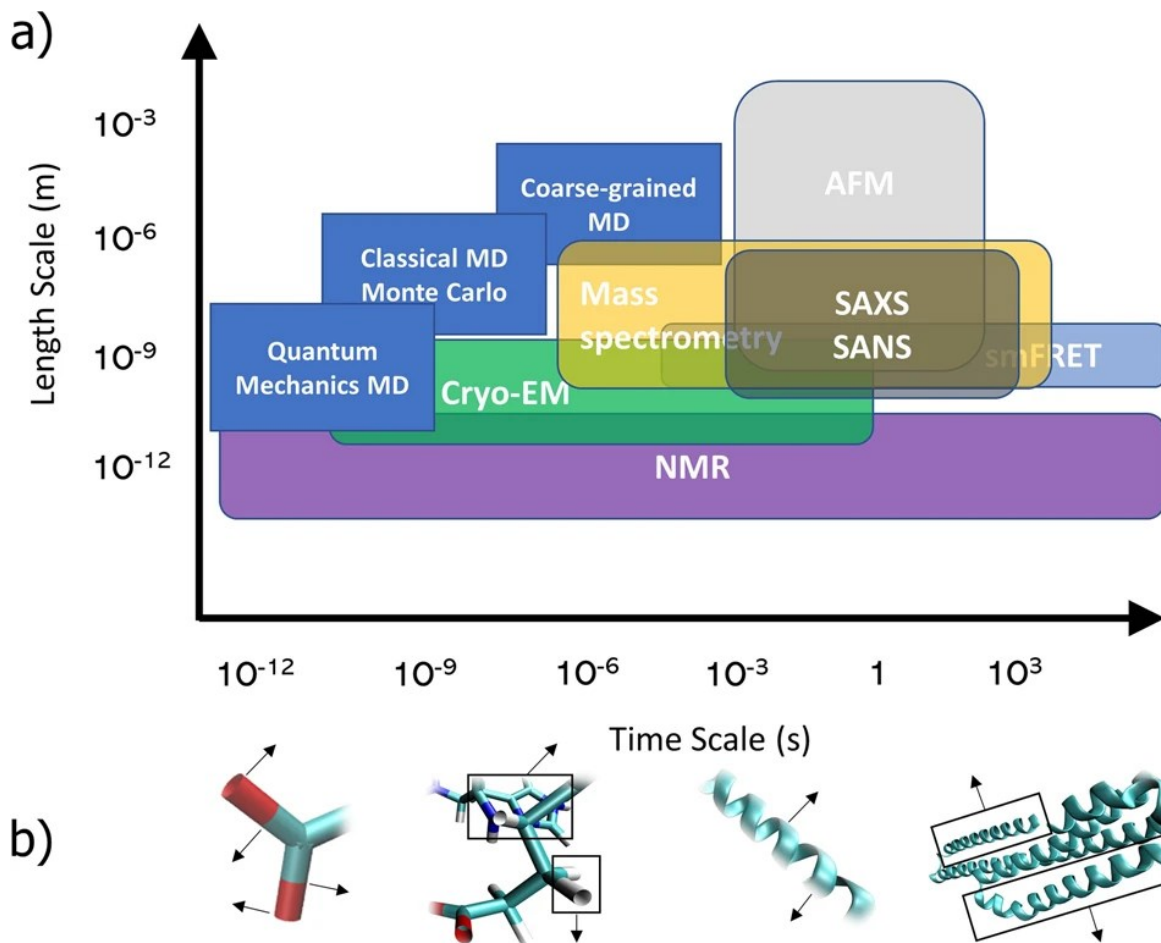 a)
Length Scale (m)
10⁻³
10⁻⁶
10⁻⁹
10⁻¹²
Coarse-grained
MD
AFM
Classical MD
Monte Carlo
Mass
spectrometry
SAXS
SANS
smFRET
Quantum
Mechanics MD
Cryo-EM
NMR
10⁻¹² 10⁻⁹ 10⁻⁶ 10⁻³ 1 10³
Time Scale (s)
b)